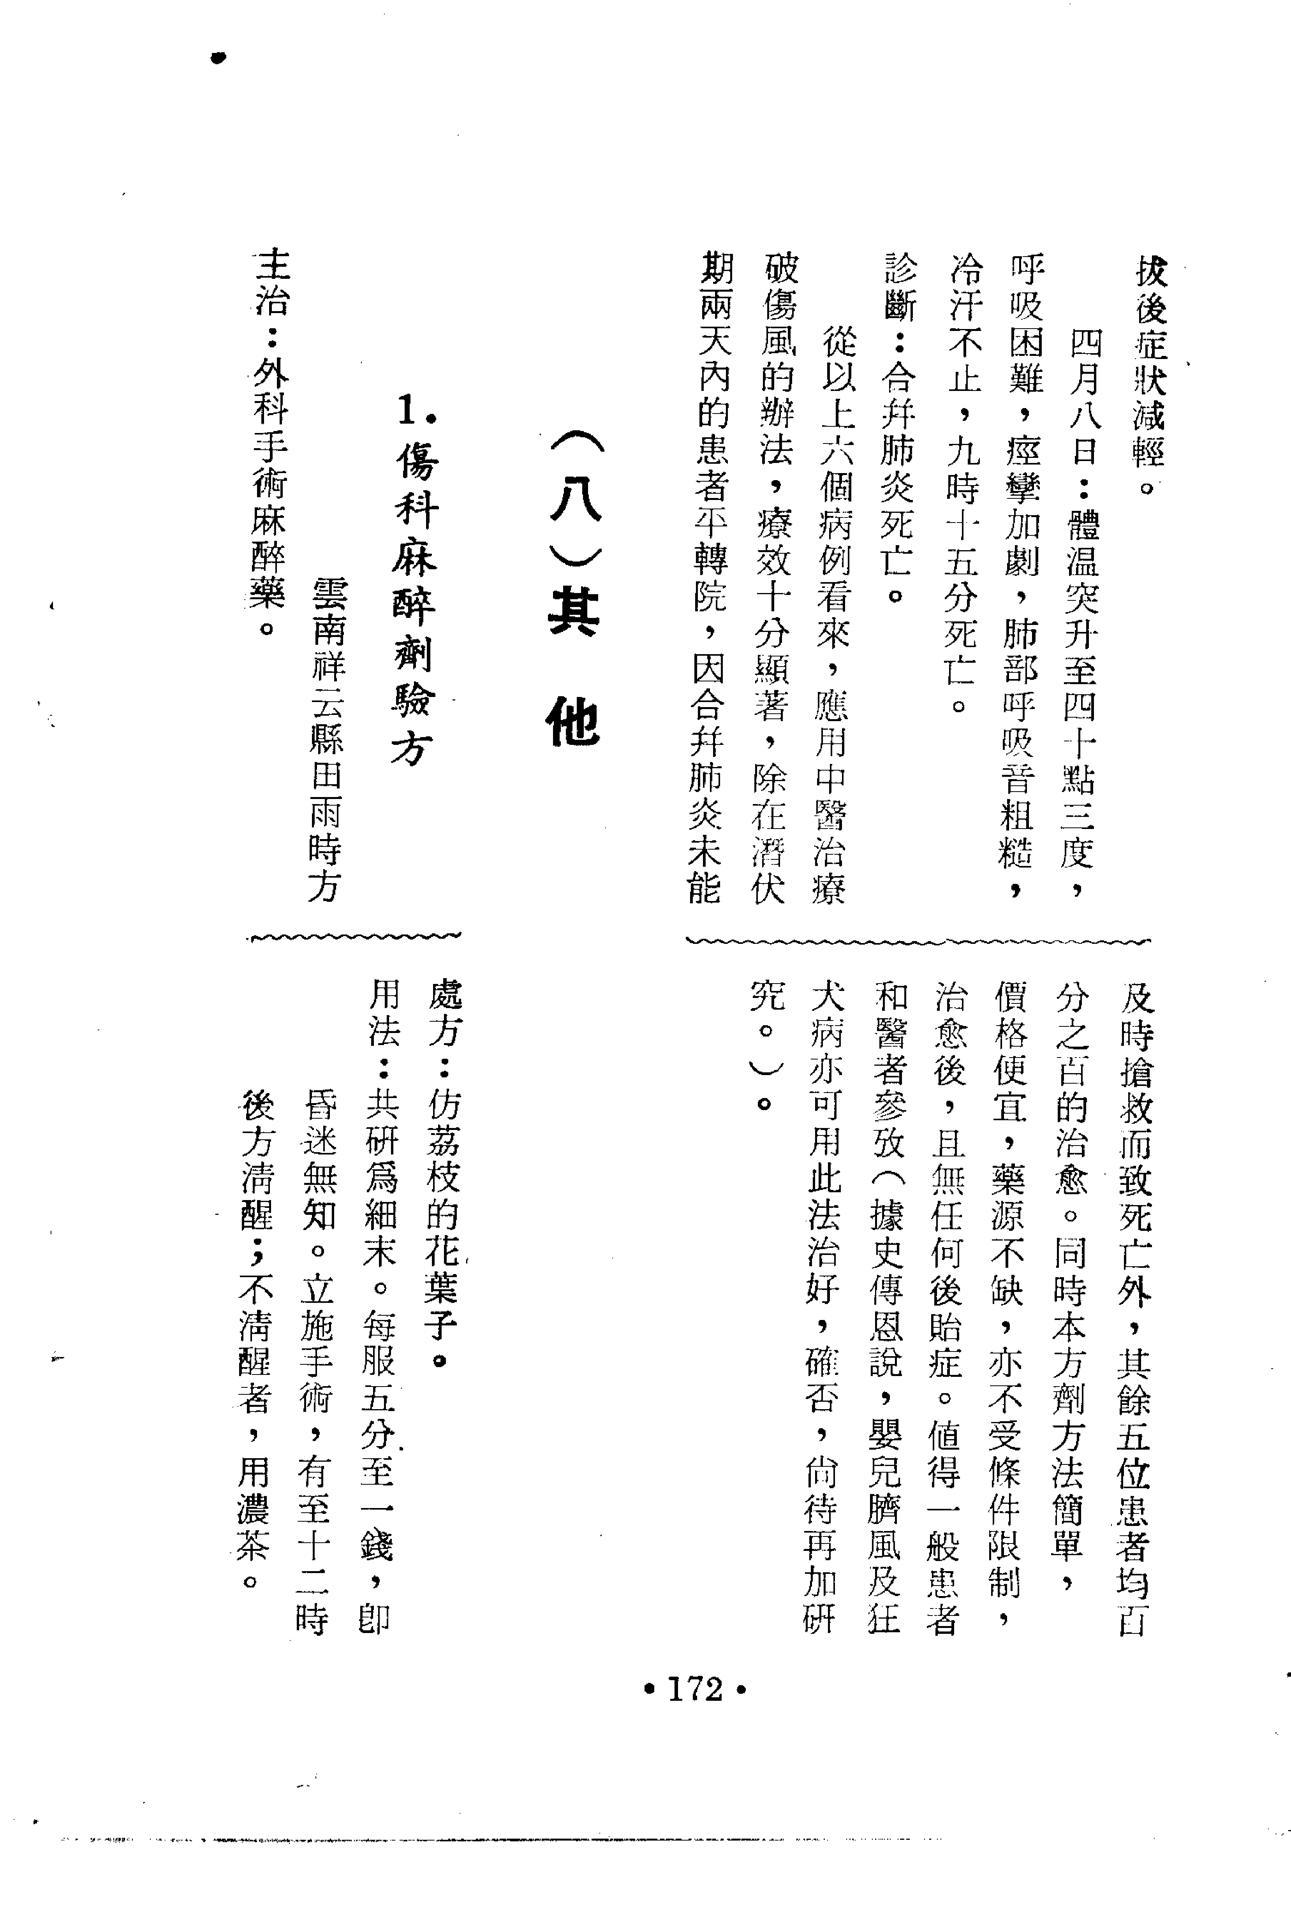 拔後症狀減輕。
四月八日：體温突升至四十點三度，
呼吸困難，痙攣加劇，肺部呼吸音粗糙，
冷汗不止，九時十五分死亡。
診斷：合幷肺炎死亡。
從以上六個病例看來，應用中醫治療
破傷風的辦法，療效十分顯著，除在潛伏
期兩天內的患者平轉院，因合幷肺炎未能
及時搶救而致死亡外，其餘五位患者均百
分之百的治愈。同時本方劑方法簡單，
價格便宜，藥源不缺，亦不受條件限制，
治愈後，且無任何後貽症。値得一般患者
和醫者參攷（據史傳恩說，嬰兒臍風及狂
犬病亦可用此法治好，確否，尙待再加研
究。）。
（八）其他
1.傷科麻醉劑驗方
雲南祥云縣田雨時方
主治：外科手術麻醉藥。
處方：仿荔枝的花葉子。
用法：共研爲細末。每服五分至一錢，卽
昏迷無知。立施手術，有至十二時
後方淸醒；不淸醒者，用濃茶。
•172•